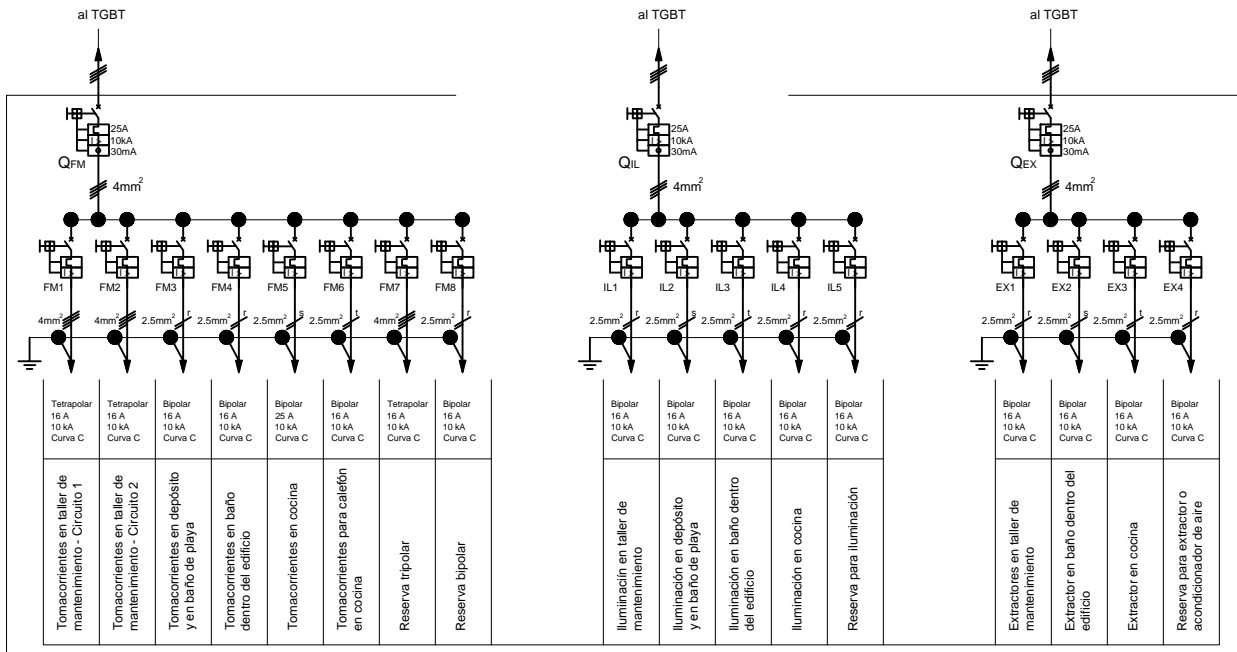 al TGBT
al TGBT
al TGBT
25A
10kA
30mA
QFM
4mm²
25A
10kA
30mA
QIL
4mm²
25A
10kA
30mA
QEX
4mm²
FM1
FM2
FM3
FM4
FM5
FM6
FM7
FM8
IL1
IL2
IL3
IL4
IL5
EX1
EX2
EX3
EX4
4mm²
4mm²
2.5mm² r
2.5mm² r
2.5mm² s
2.5mm² t
4mm²
2.5mm² r
2.5mm² r
2.5mm² s
2.5mm² t
2.5mm² r
2.5mm² r
2.5mm² r
2.5mm² s
2.5mm² t
2.5mm² r
Tetrapolar
16 A
10 kA
Curva C
Tetrapolar
16 A
10 kA
Curva C
Bipolar
16 A
10 kA
Curva C
Bipolar
16 A
10 kA
Curva C
Bipolar
25 A
10 kA
Curva C
Bipolar
16 A
10 kA
Curva C
Tetrapolar
16 A
10 kA
Curva C
Bipolar
16 A
10 kA
Curva C
Bipolar
16 A
10 kA
Curva C
Bipolar
16 A
10 kA
Curva C
Bipolar
16 A
10 kA
Curva C
Bipolar
16 A
10 kA
Curva C
Bipolar
16 A
10 kA
Curva C
Bipolar
16 A
10 kA
Curva C
Bipolar
16 A
10 kA
Curva C
Bipolar
16 A
10 kA
Curva C
Bipolar
16 A
10 kA
Curva C
Tomacorrientes en taller de
mantenimiento - Circuito 1
Tomacorrientes en taller de
mantenimiento - Circuito 2
Tomacorrientes en depósito
y en baño de playa
Tomacorrientes en baño
dentro del edificio
Tomacorrientes en cocina
Tomacorrientes para calefón
en cocina
Reserva tripolar
Reserva bipolar
Ilumiinaciín en taller de
mantenimiento
Iluminación en depósito
y en baño de playa
Iluminación en baño dentro
del edificio
Iluminación en cocina
Reserva para iluminación
Extractores en taller de
mantenimiento
Extractor en baño dentro del
edificio
Extractor en cocina
Reserva para extractor o
acondicionador de aire